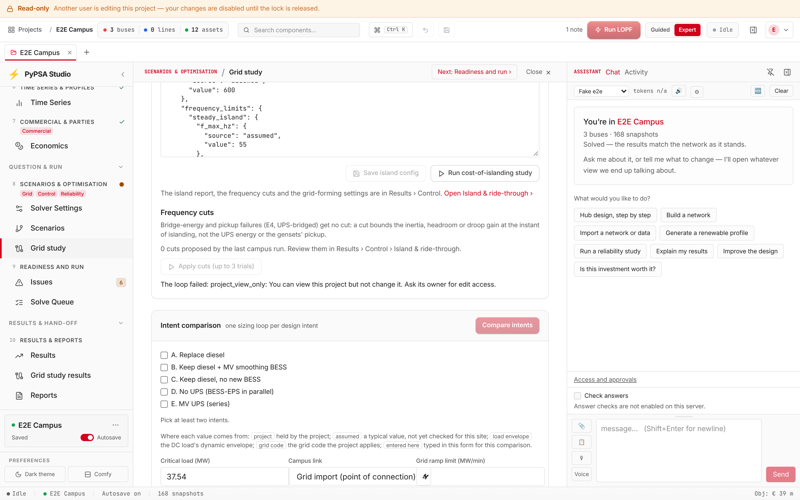 Read-only Another user is editing this project — your changes are disabled until the lock is released.
Projects › E2E Campus 3 buses 0 lines 12 assets Search components... ⌘ Ctrl K 1 note Run LOPF Guided Expert Idle E
E2E Campus × +
PyPSA Studio
TIME SERIES & PROFILES
Time Series
7 COMMERCIAL & PARTIES
Commercial
Economics
QUESTION & RUN
SCENARIOS & OPTIMISATION
Grid Control Reliability
Solver Settings
Scenarios
Grid study
READINESS AND RUN
Issues 6
Solve Queue
RESULTS & HAND-OFF
10 RESULTS & REPORTS
Results
Grid study results
Reports
E2E Campus ...
Saved Autosave
PREFERENCES
Dark theme Comfy
SCENARIOS & OPTIMISATION / Grid study Next: Readiness and run › Close ×
"value": 600
},
"frequency_limits": {
"steady_island": {
"f_max_hz": {
"source": "assumed",
"value": 55
},
Save island config Run cost-of-islanding study
The island report, the frequency cuts and the grid-forming settings are in Results › Control. Open Island & ride-through ›
Frequency cuts
Bridge-energy and pickup failures (E4, UPS-bridged) get no cut: a cut bounds the inertia, headroom or droop gain at the instant
of islanding, not the UPS energy or the gensets' pickup.
0 cuts proposed by the last campus run. Review them in Results › Control › Island & ride-through.
Apply cuts (up to 3 trials)
The loop failed: project_view_only: You can view this project but not change it. Ask its owner for edit access.
Intent comparison one sizing loop per design intent Compare intents
A. Replace diesel
B. Keep diesel + MV smoothing BESS
C. Keep diesel, no new BESS
D. No UPS (BESS-EPS in parallel)
E. MV UPS (series)
Pick at least two intents.
Where each value comes from: project held by the project; assumed a typical value, not yet checked for this site; load envelope
the DC load's dynamic envelope; grid code the grid code the project applies; entered here typed in this form for this comparison.
Critical load (MW) Campus link Grid ramp limit (MW/min)
37.54 Grid import (point of connection)
ASSISTANT Chat Activity
Fake e2e tokens n/a Clear
You're in E2E Campus
3 buses · 168 snapshots
Solved — the results match the network as it stands.
Ask me about it, or tell me what to change — I'll open whatever
view we end up talking about.
What would you like to do?
Hub design, step by step Build a network
Import a network or data Generate a renewable profile
Run a reliability study Explain my results Improve the design
Is this investment worth it?
Access and approvals
Check answers
Answer checks are not enabled on this server.
message... (Shift+Enter for newline)
Voice Send
Idle E2E Campus Autosave on 168 snapshots Obj: € 39 m